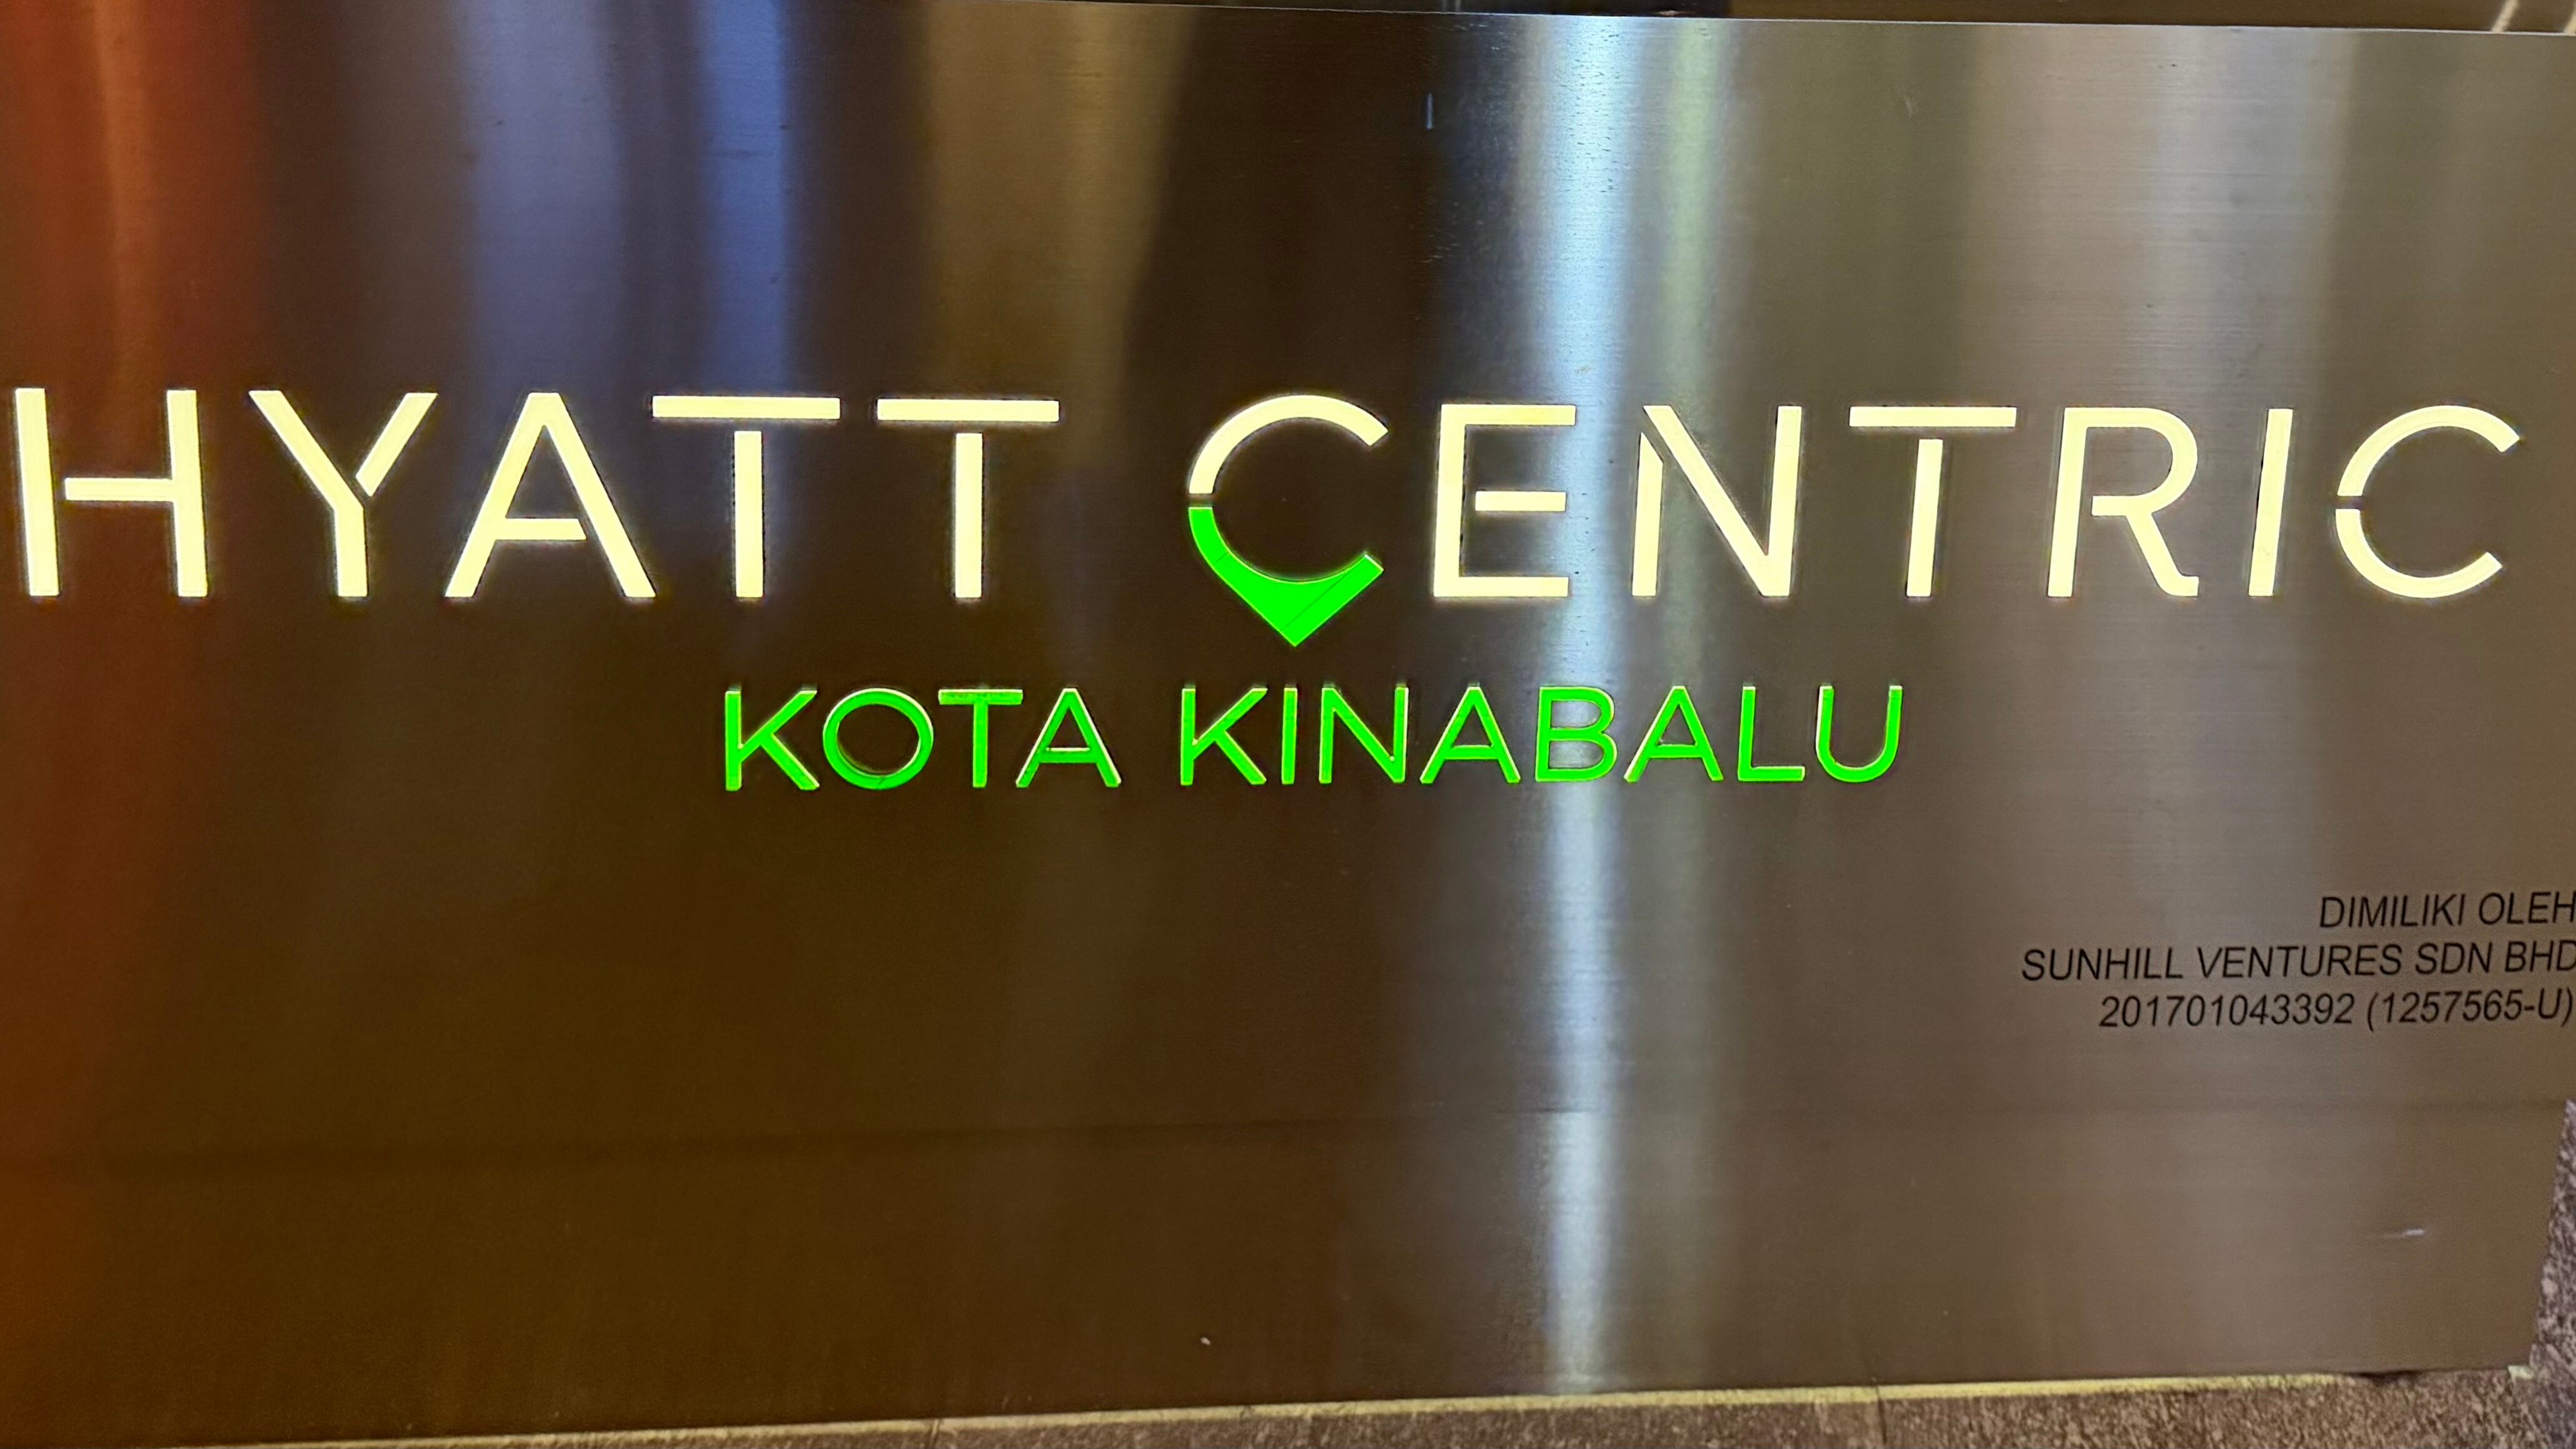 HYATT CENTRIC
KOTA KINABALU
DIMILIKI OLEH
SUNHILL VENTURES SDN BHD
201701043392 (1257565-U)